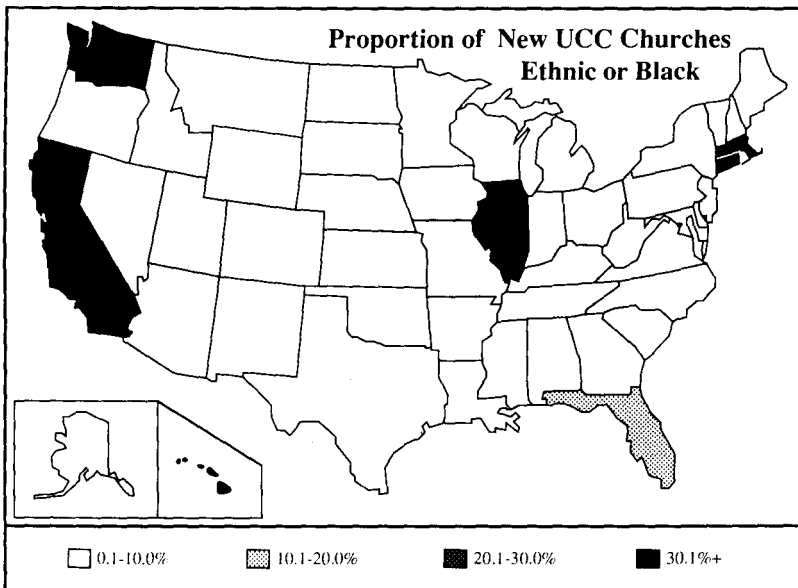 Proportion of New UCC Churches
Ethnic or Black
0.1-10.0% 10.1-20.0% 20.1-30.0% 30.1%+